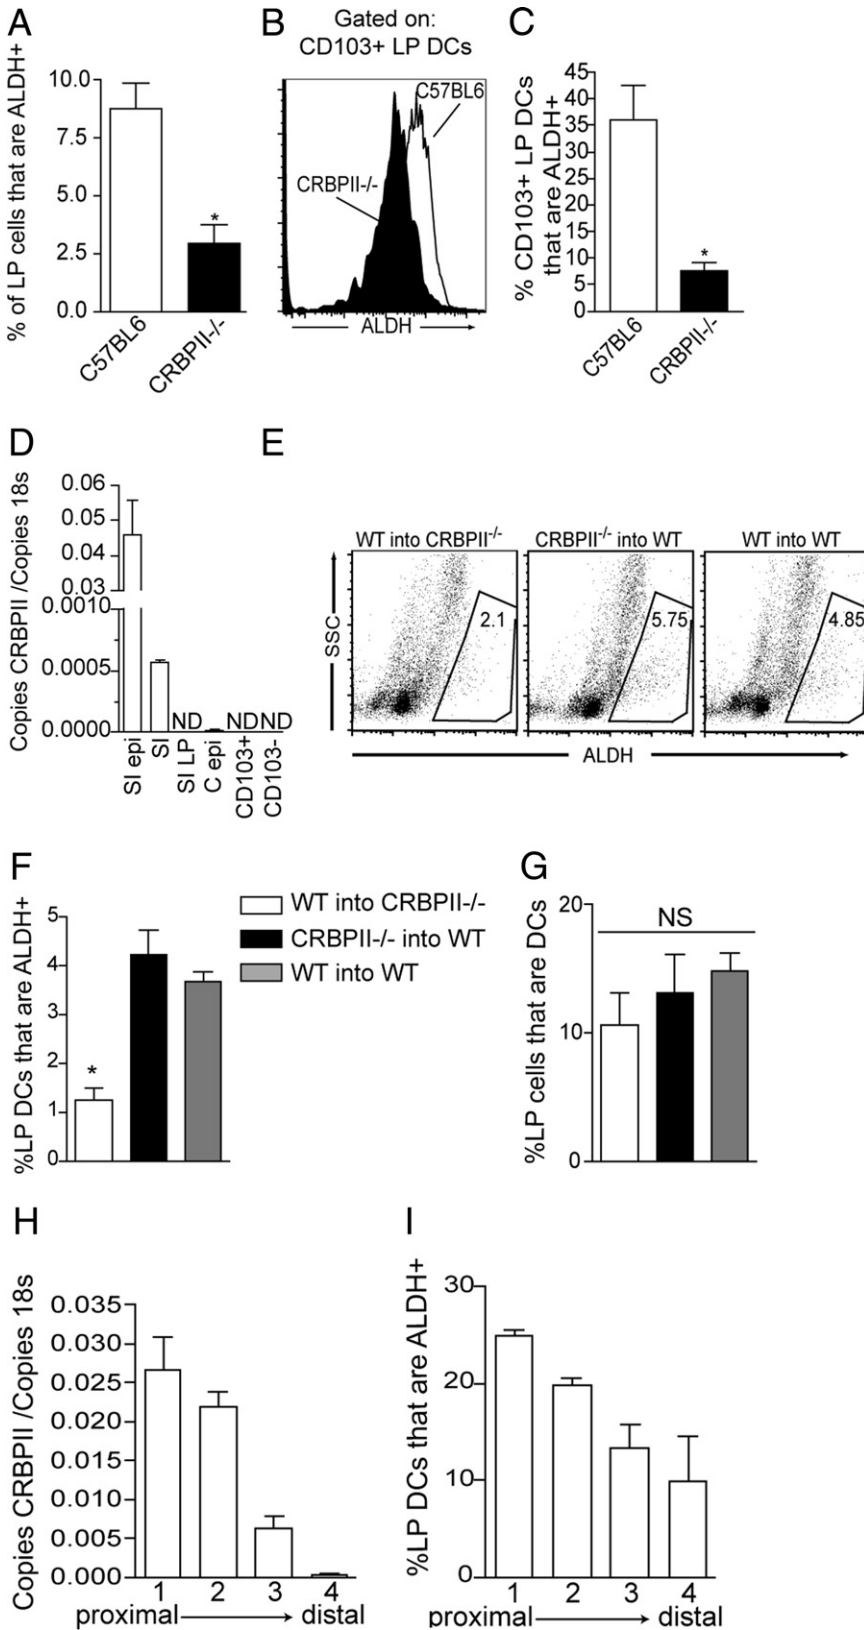 A
% of LP cells that are ALDH+
10.0
7.5
5.0
2.5
0.0
*
C57BL6
CRBPII-/-
B
Gated on:
CD103+ LP DCs
C57BL6
CRBPII-/-
ALDH
C
% CD103+ LP DCs
that are ALDH+
45
40
35
30
25
20
15
10
5
0
*
C57BL6
CRBPII-/-
D
Copies CRBPII /Copies 18s
0.06
0.05
0.04
0.03
0.0010
0.0005
0.0000
ND
ND
ND
SI epi
SI
SI LP
C epi
CD103+
CD103-
E
WT into CRBPII-/-
CRBPII-/- into WT
WT into WT
SSC
2.1
5.75
4.85
ALDH
F
%LP DCs that are ALDH+
5
4
3
2
1
0
*
WT into CRBPII-/-
CRBPII-/- into WT
WT into WT
G
%LP cells that are DCs
20
10
0
NS
H
Copies CRBPII /Copies 18s
0.035
0.030
0.025
0.020
0.015
0.010
0.005
0.000
1 2 3 4
proximal distal
I
%LP DCs that are ALDH+
30
20
10
0
1 2 3 4
proximal distal